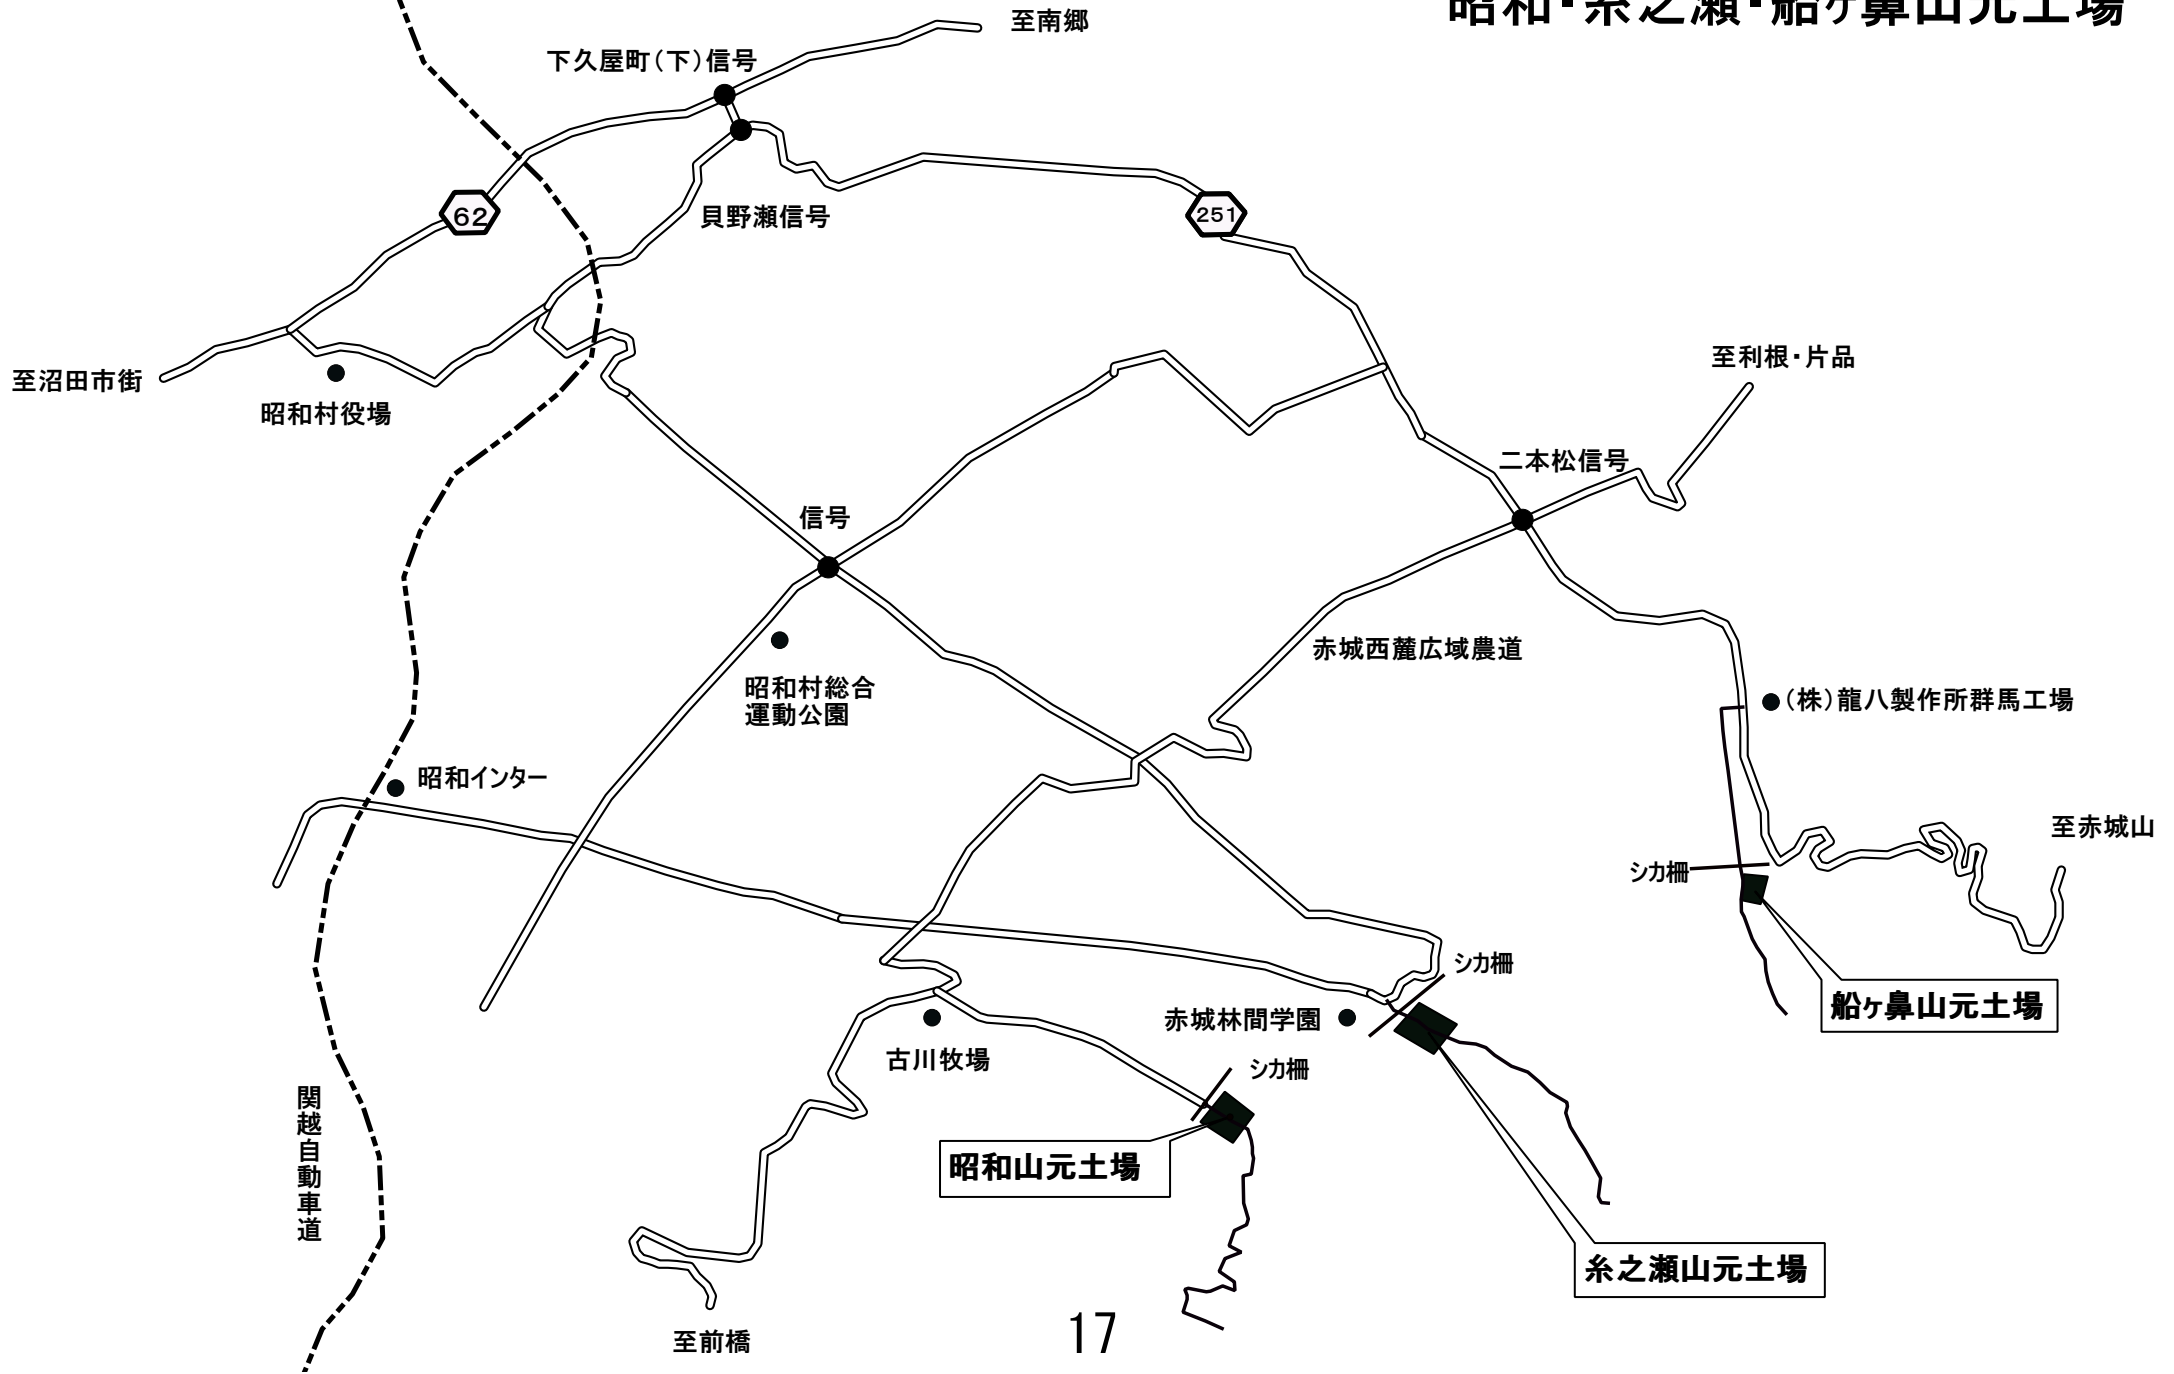 昭和・糸之瀬・船ヶ鼻山元土場
至南郷
下久屋町(下)信号
62
貝野瀬信号
251
至沼田市街
昭和村役場
至利根・片品
二本松信号
信号
赤城西麓広域農道
昭和村総合
運動公園
(株)龍八製作所群馬工場
昭和インター
至赤城山
シカ柵
シカ柵
船ヶ鼻山元土場
赤城林間学園
古川牧場
シカ柵
関越自動車道
昭和山元土場
糸之瀬山元土場
至前橋
17